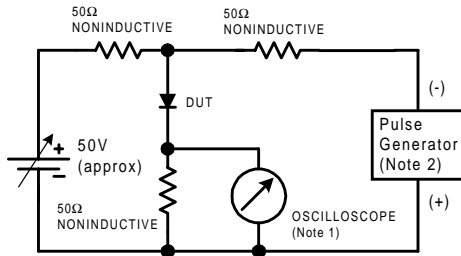 50Ω
NONINDUCTIVE
50Ω
NONINDUCTIVE
(-)
DUT
Pulse
Generator
(Note 2)
+
50V
(approx)
−
(+)
50Ω
NONINDUCTIVE
OSCILLOSCOPE
(Note 1)